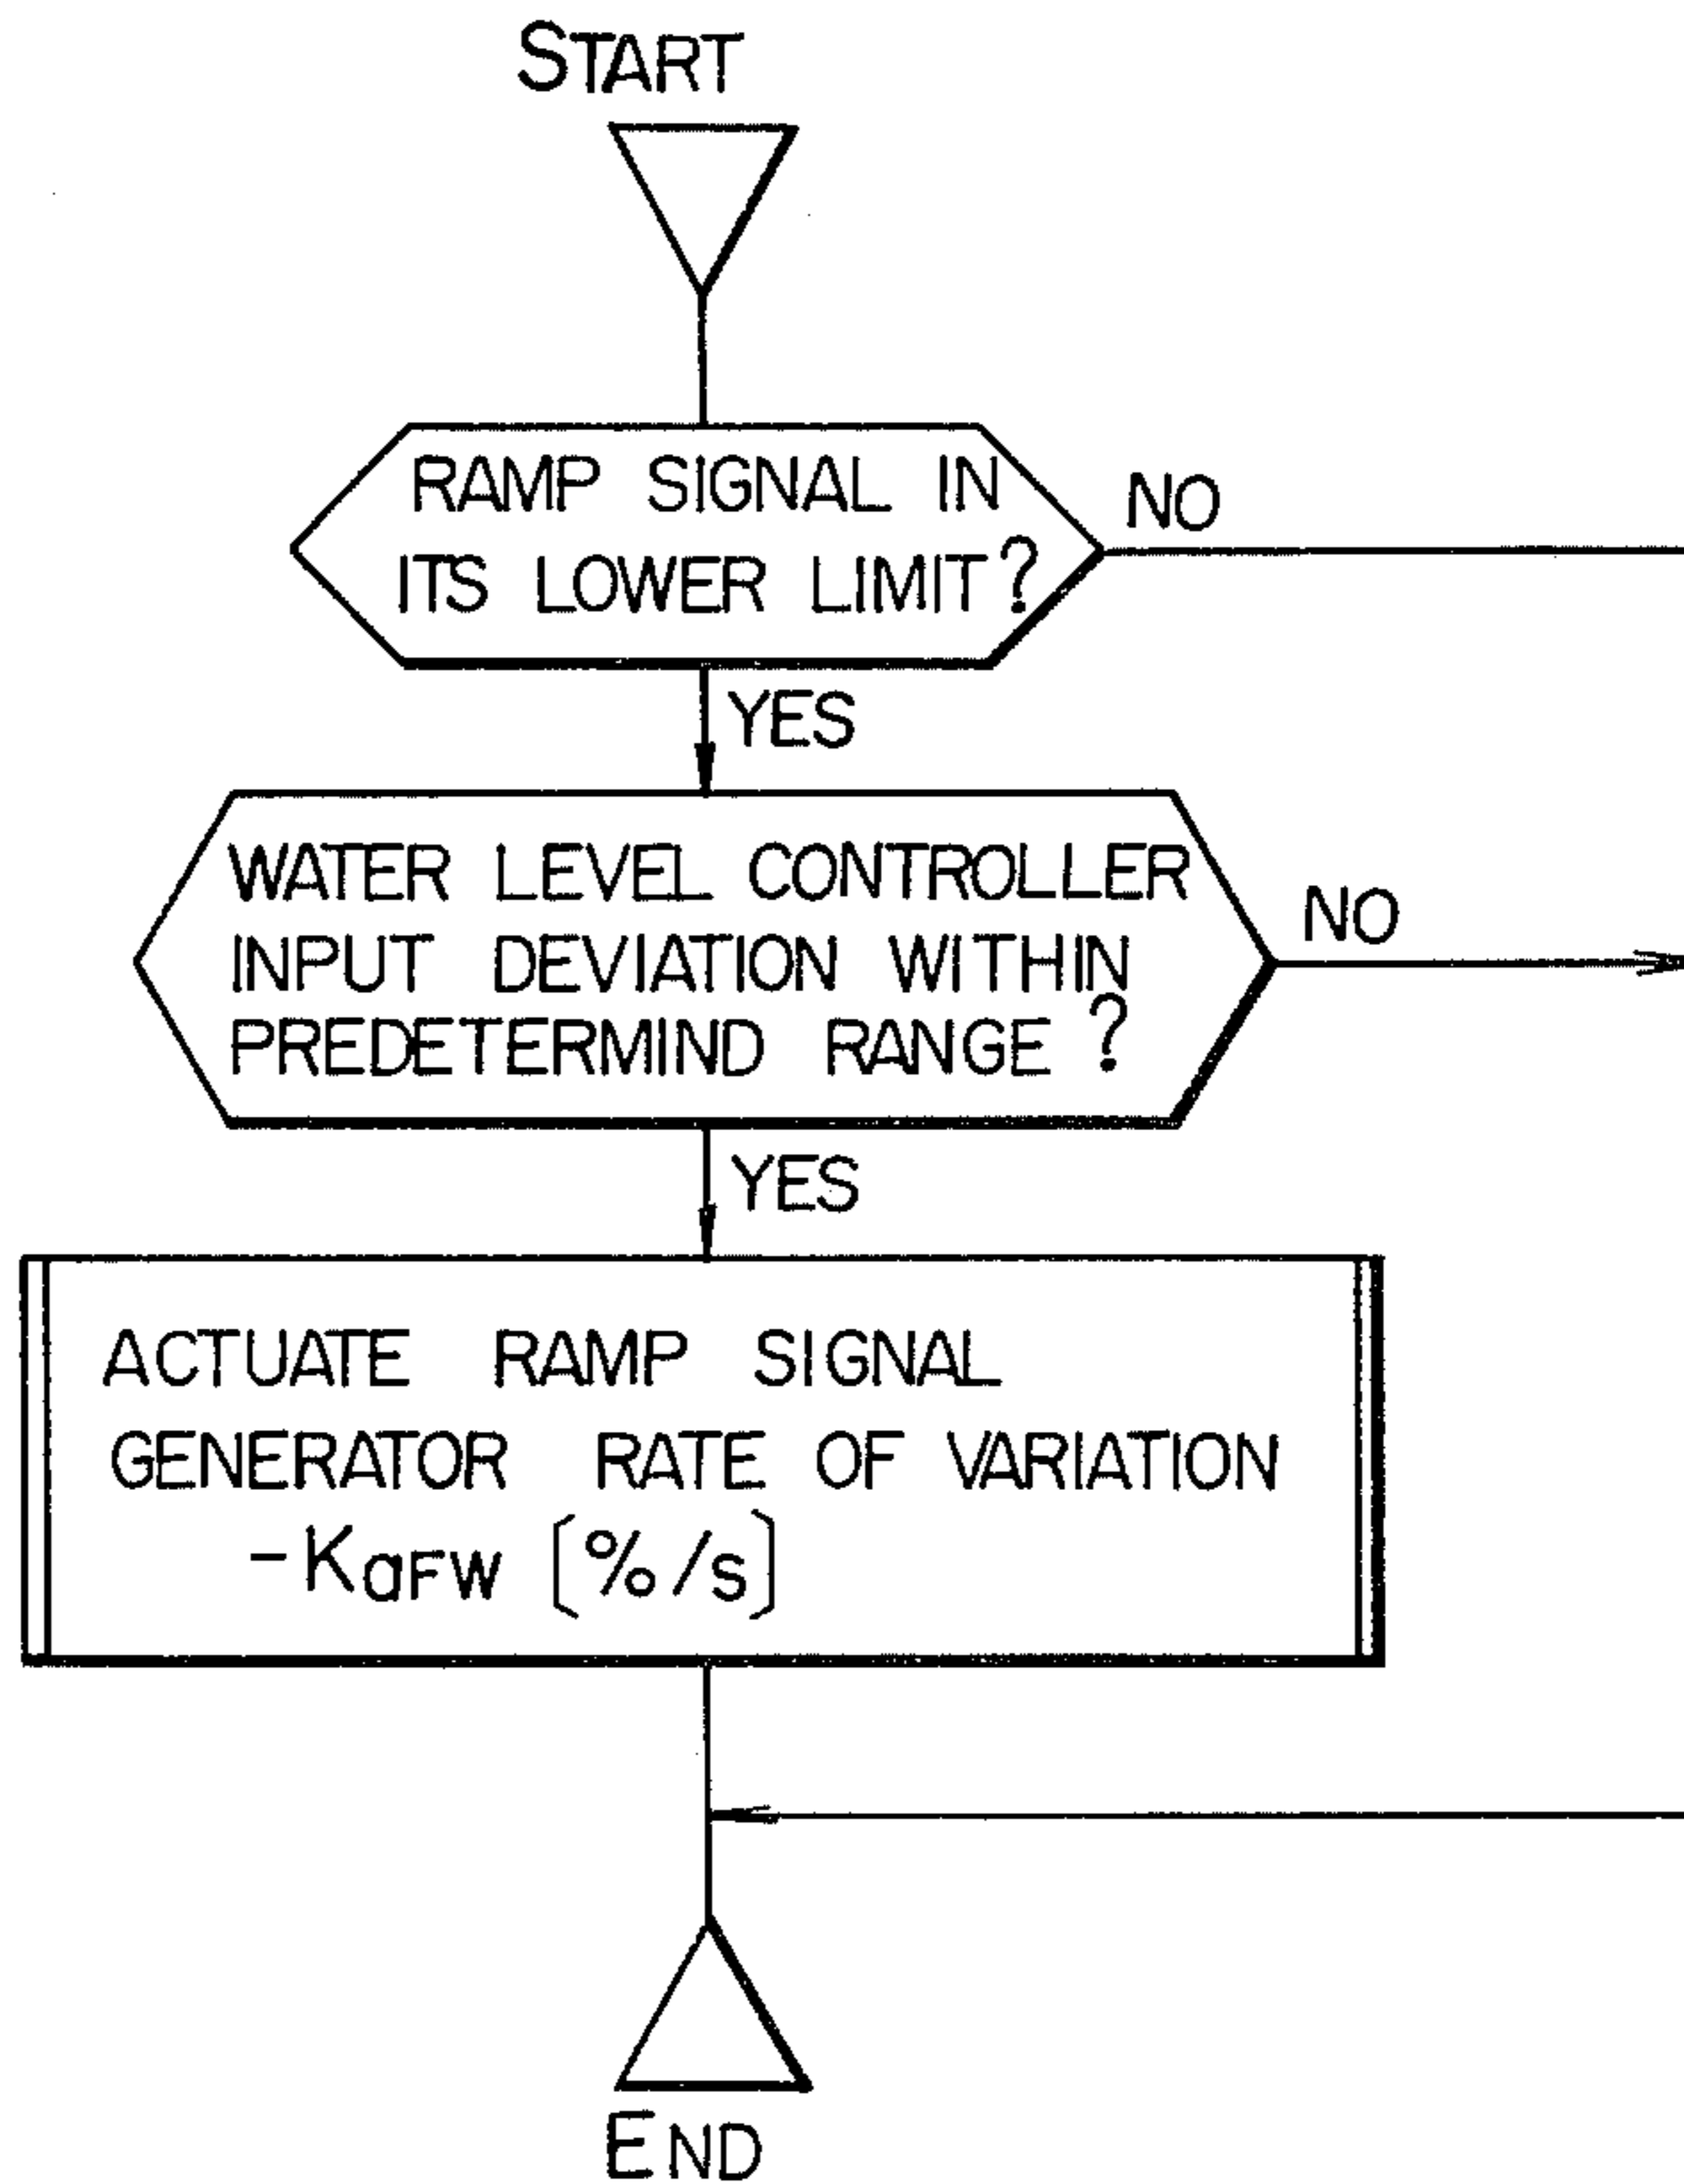 START
RAMP SIGNAL IN
NO
ITS LOWER LIMIT?
YES
WATER LEVEL CONTROLLER
NO
INPUT DEVIATION WITHIN
PREDETERMIND RANGE?
YES
ACTUATE RAMP SIGNAL
GENERATOR RATE OF VARIATION
-KaFW [%/s]
END